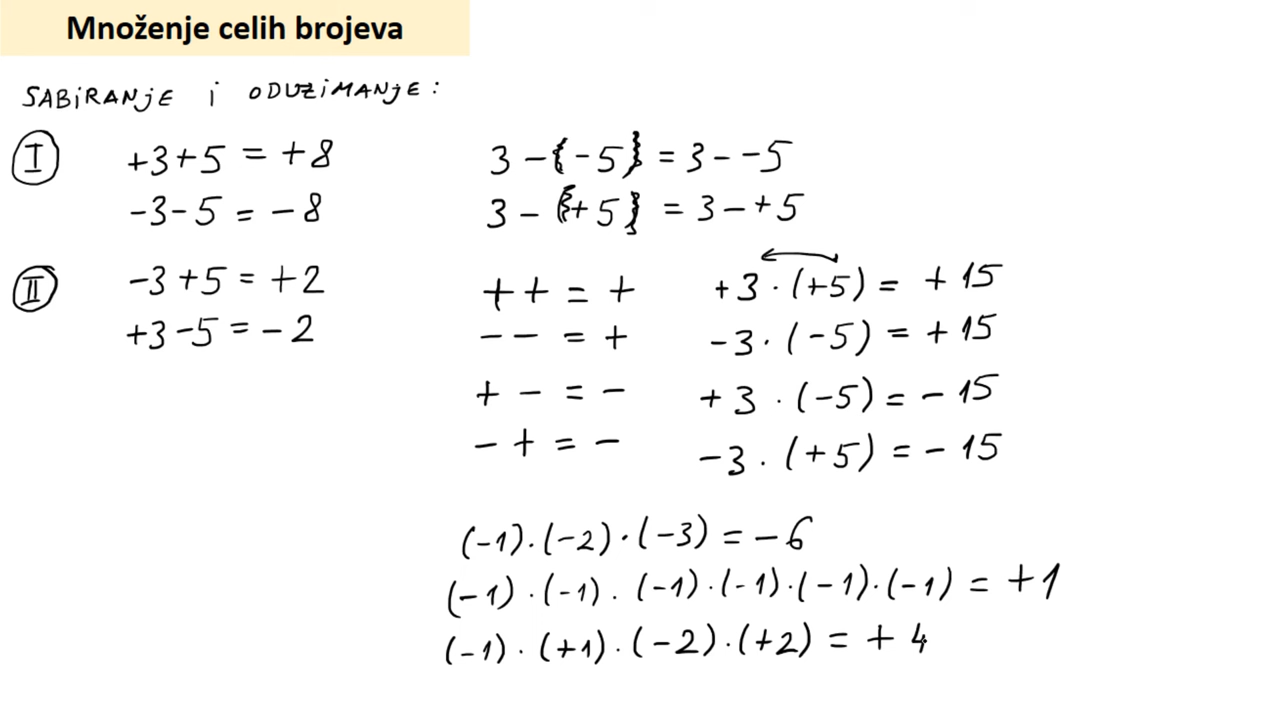 Množenje celih brojeva
SABIRANJE i ODUZIMANJE:
I +3+5 = +8
-3-5 = -8
II -3+5 = +2
+3-5 = -2
3-(-5) = 3--5
3-(+5) = 3-+5
++ = +
-- = +
+- = -
-+ = -
+3·(+5) = +15
-3·(-5) = +15
+3·(-5) = -15
-3·(+5) = -15
(-1)·(-2)·(-3) = -6
(-1)·(-1)·(-1)·(-1)·(-1)·(-1) = +1
(-1)·(+1)·(-2)·(+2) = +4